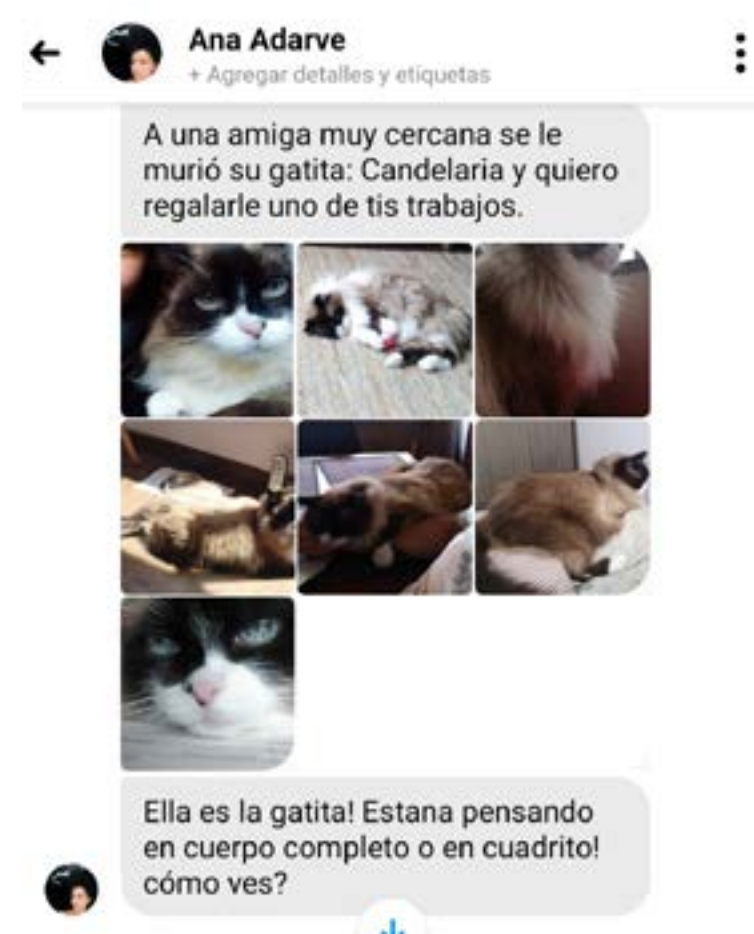 Ana Adarve
+ Agregar detalles y etiquetas
A una amiga muy cercana se le
murió su gatita: Candelaria y quiero
regalarle uno de tis trabajos.
Ella es la gatita! Estana pensando
en cuerpo completo o en cuadrito!
cómo ves?